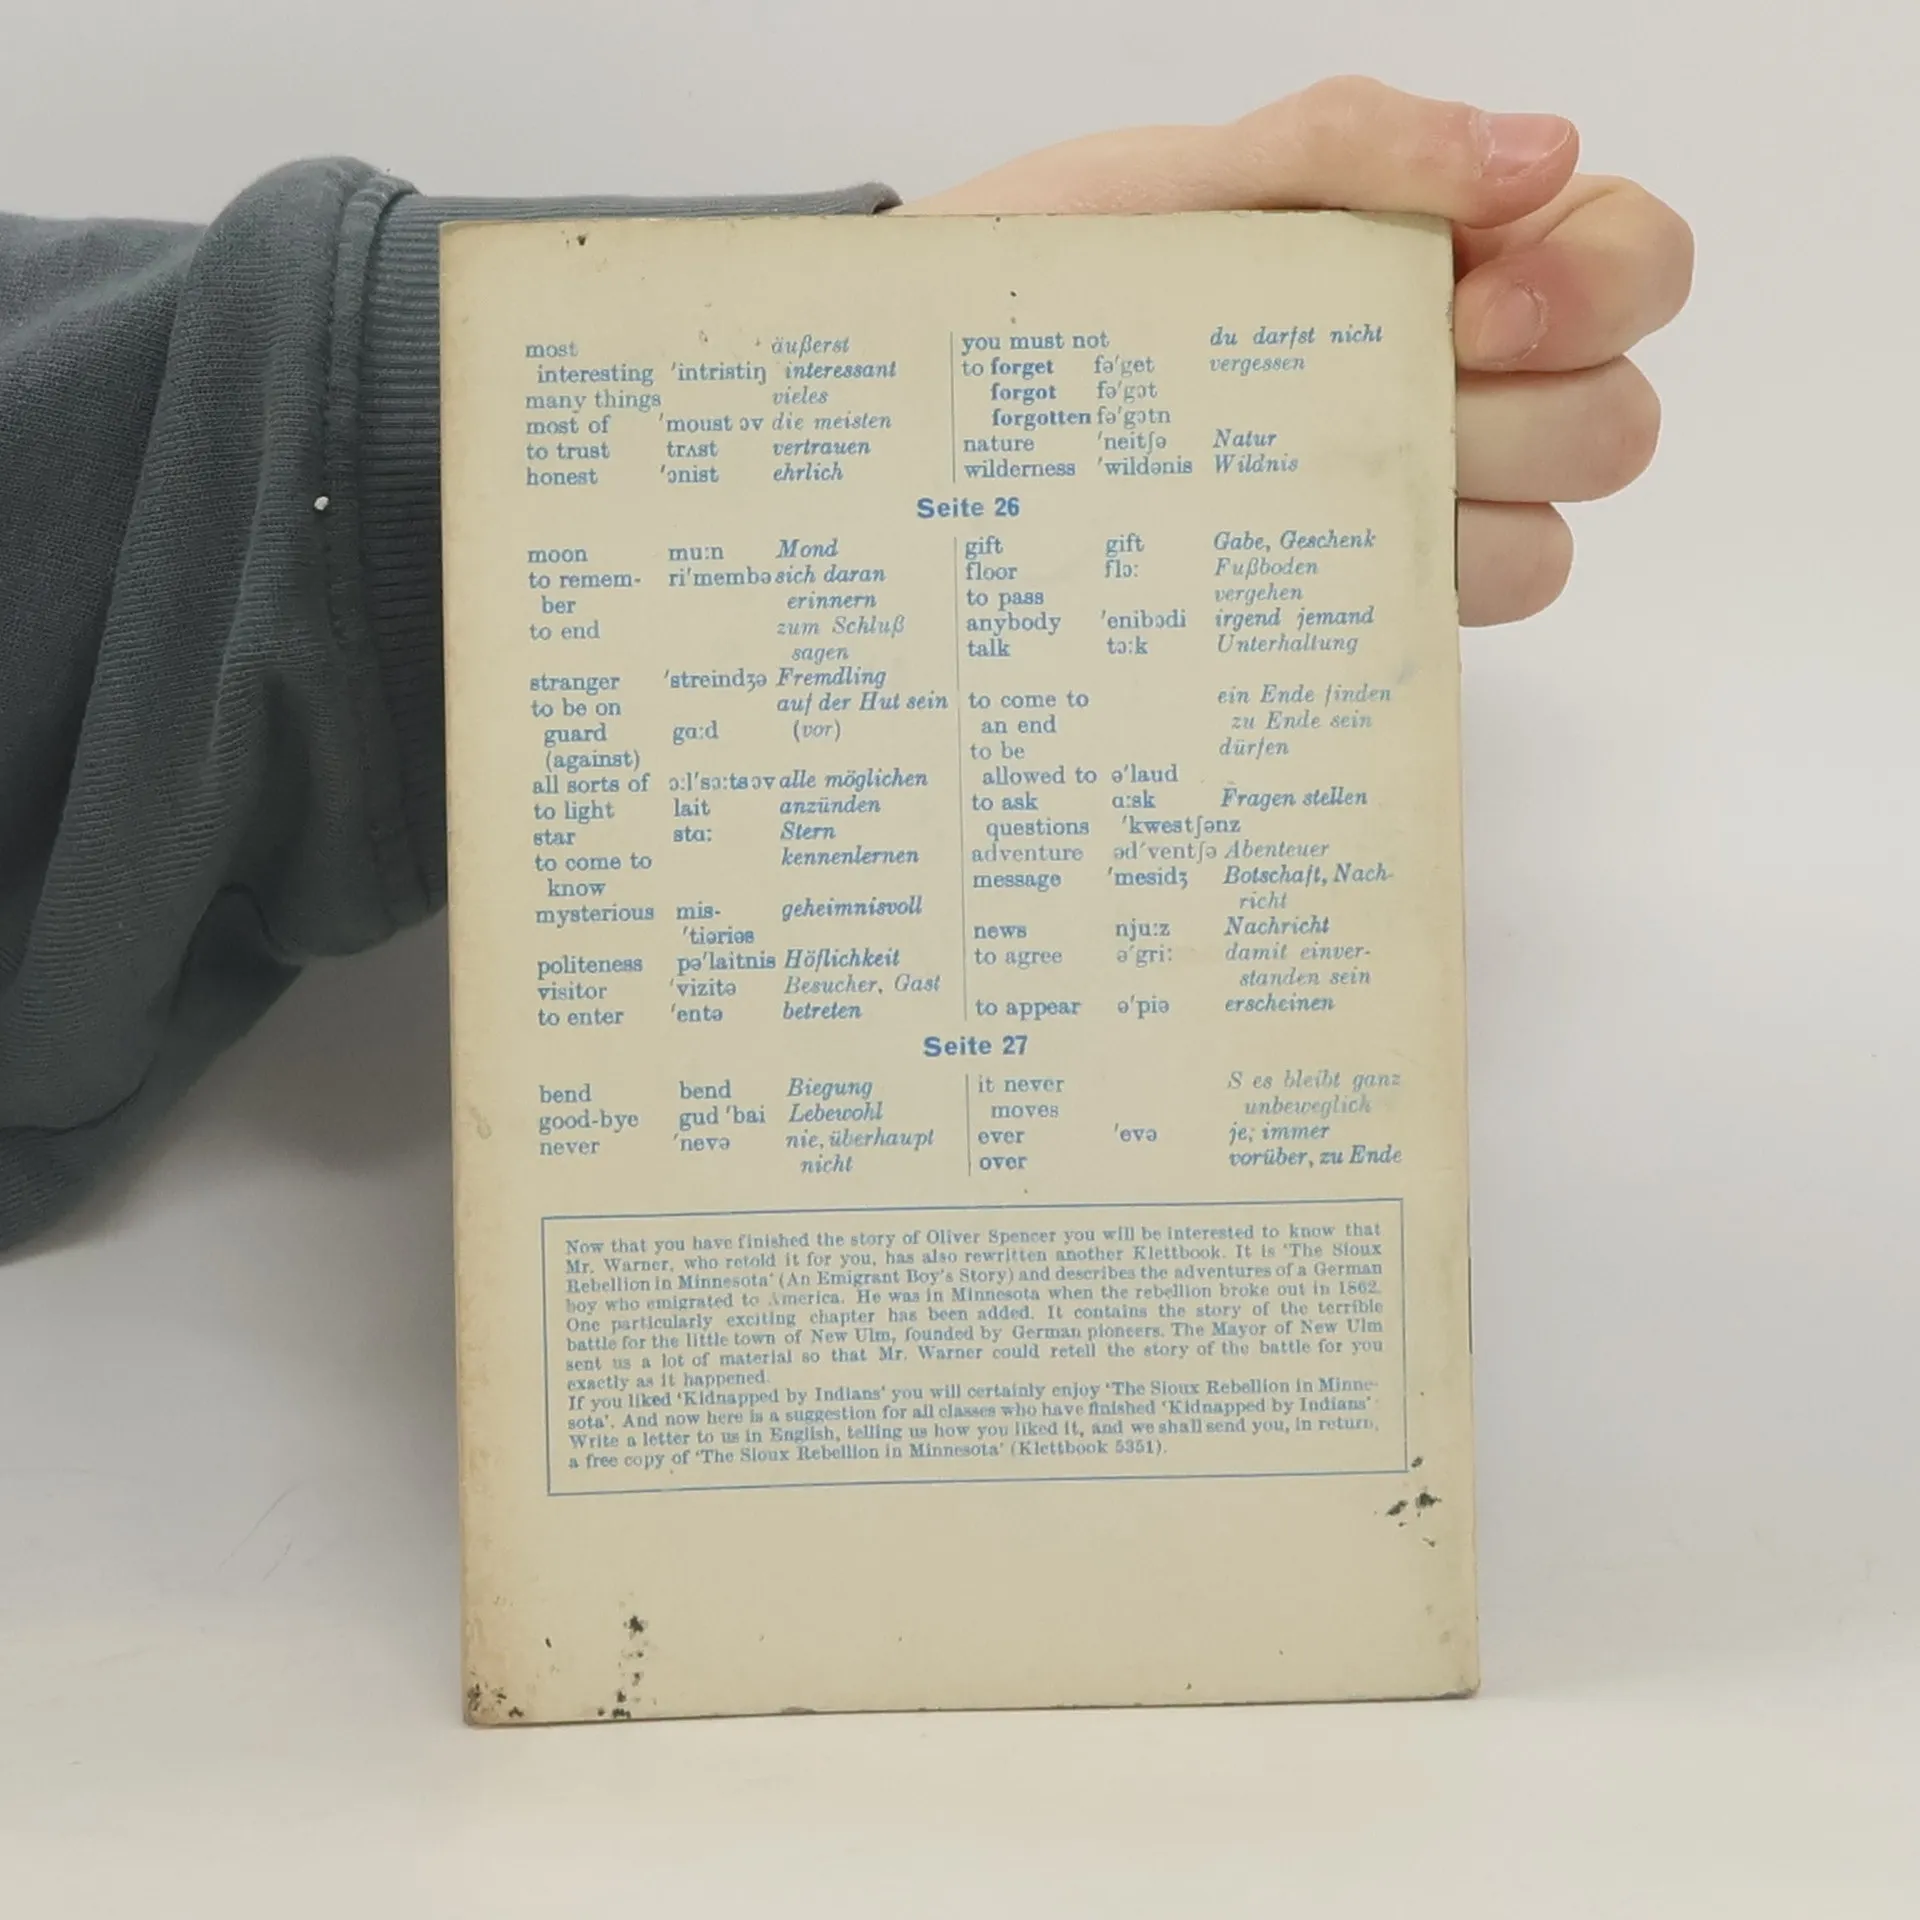 most äußerst
interesting 'intristiŋ interessant
many things vieles
most of 'moust ɔv die meisten
to trust trʌst vertrauen
honest 'ɔnist ehrlich
you must not du darfst nicht
to forget fə'get vergessen
forgot fə'gɔt
forgotten fə'gɔtn
nature 'neitʃə Natur
wilderness 'wildənis Wildnis
Seite 26
moon mu:n Mond
to remem- ri'membə sich daran
ber erinnern
to end zum Schluß
sagen
stranger 'streindʒə Fremdling
to be on auf der Hut sein
guard gɑ:d (vor)
(against)
all sorts of ɔ:l'sɔ:ts ɔv alle möglichen
to light lait anzünden
star stɑ: Stern
to come to kennenlernen
know
mysterious mis- geheimnisvoll
'tiəriəs
politeness pə'laitnis Höflichkeit
visitor 'vizitə Besucher, Gast
to enter 'entə betreten
gift gift Gabe, Geschenk
floor flɔ: Fußboden
to pass vergehen
anybody 'enibɔdi irgend jemand
talk tɔ:k Unterhaltung
to come to ein Ende finden
an end zu Ende sein
to be dürfen
allowed to ə'laud
to ask ɑ:sk Fragen stellen
questions 'kwestʃənz
adventure əd'ventʃə Abenteuer
message 'mesidʒ Botschaft, Nach-
richt
news nju:z Nachricht
to agree ə'gri: damit einver-
standen sein
to appear ə'piə erscheinen
Seite 27
bend bend Biegung
good-bye gud 'bai Lebewohl
never 'nevə nie, überhaupt
nicht
it never S es bleibt ganz
moves unbeweglich
ever 'evə je; immer
over vorüber, zu Ende
Now that you have finished the story of Oliver Spencer you will be interested to know that
Mr. Warner, who retold it for you, has also rewritten another Klettbook. It is 'The Sioux
Rebellion in Minnesota' (An Emigrant Boy's Story) and describes the adventures of a German
boy who emigrated to America. He was in Minnesota when the rebellion broke out in 1862.
One particularly exciting chapter has been added. It contains the story of the terrible
battle for the little town of New Ulm, founded by German pioneers. The Mayor of New Ulm
sent us a lot of material so that Mr. Warner could retell the story of the battle for you
exactly as it happened.
If you liked 'Kidnapped by Indians' you will certainly enjoy 'The Sioux Rebellion in Minne-
sota'. And now here is a suggestion for all classes who have finished 'Kidnapped by Indians'·
Write a letter to us in English, telling us how you liked it, and we shall send you, in return,
a free copy of 'The Sioux Rebellion in Minnesota' (Klettbook 5351).